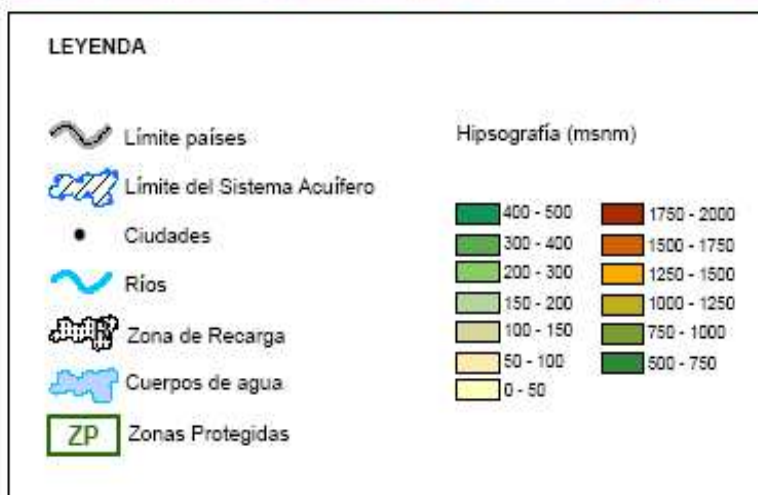 LEYENDA
Límite países
Límite del Sistema Acuífero
Ciudades
Ríos
Zona de Recarga
Cuerpos de agua
ZP Zonas Protegidas
Hipsografía (msnm)
400 - 500
300 - 400
200 - 300
150 - 200
100 - 150
50 - 100
0 - 50
1750 - 2000
1500 - 1750
1250 - 1500
1000 - 1250
750 - 1000
500 - 750